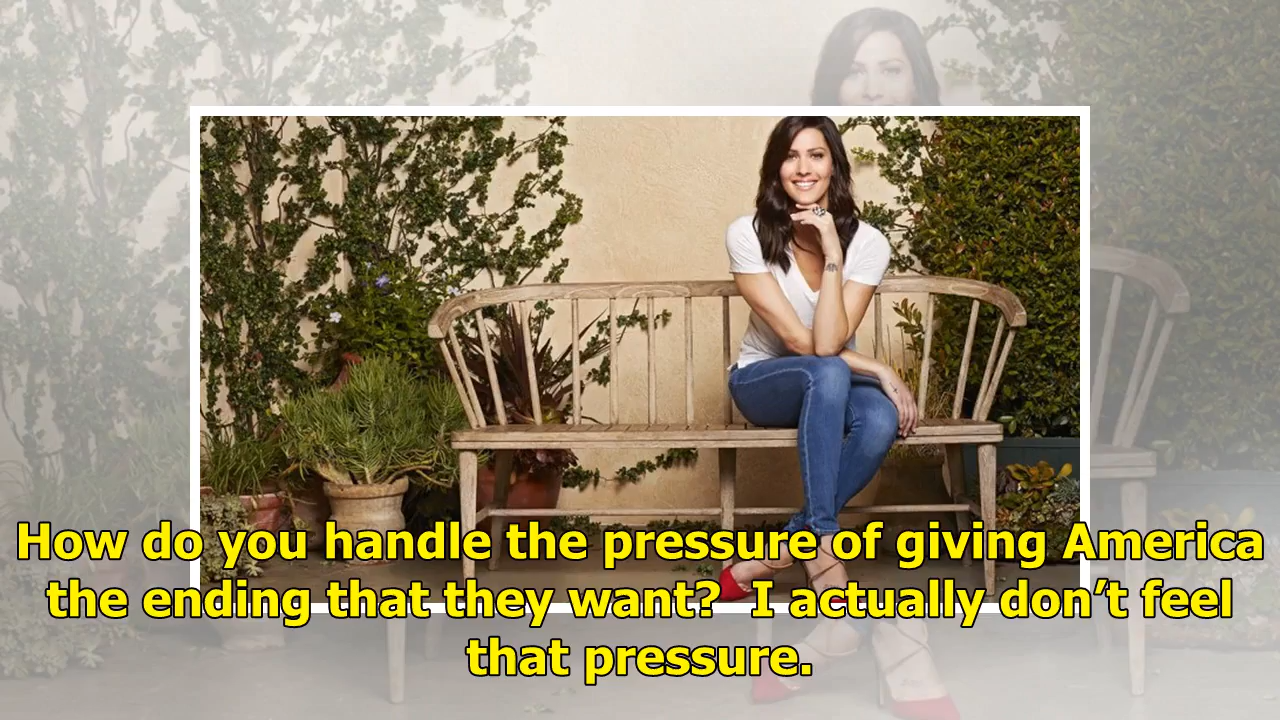 How do you handle the pressure of giving America
the ending that they want?  I actually don’t feel
that pressure.